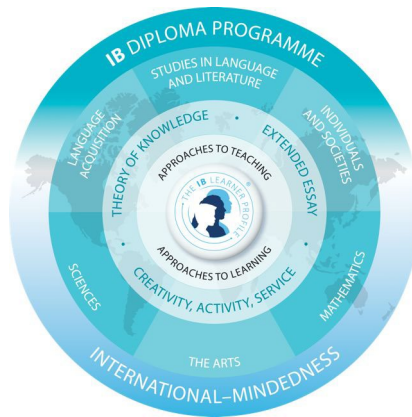 IB DIPLOMA PROGRAMME
STUDIES IN LANGUAGE
AND LITERATURE
LANGUAGE
ACQUISITION
INDIVIDUALS
AND SOCIETIES
THEORY OF KNOWLEDGE
EXTENDED ESSAY
APPROACHES TO TEACHING
THE IB LEARNER PROFILE
APPROACHES TO LEARNING
CREATIVITY, ACTIVITY, SERVICE
SCIENCES
MATHEMATICS
THE ARTS
INTERNATIONAL-MINDEDNESS